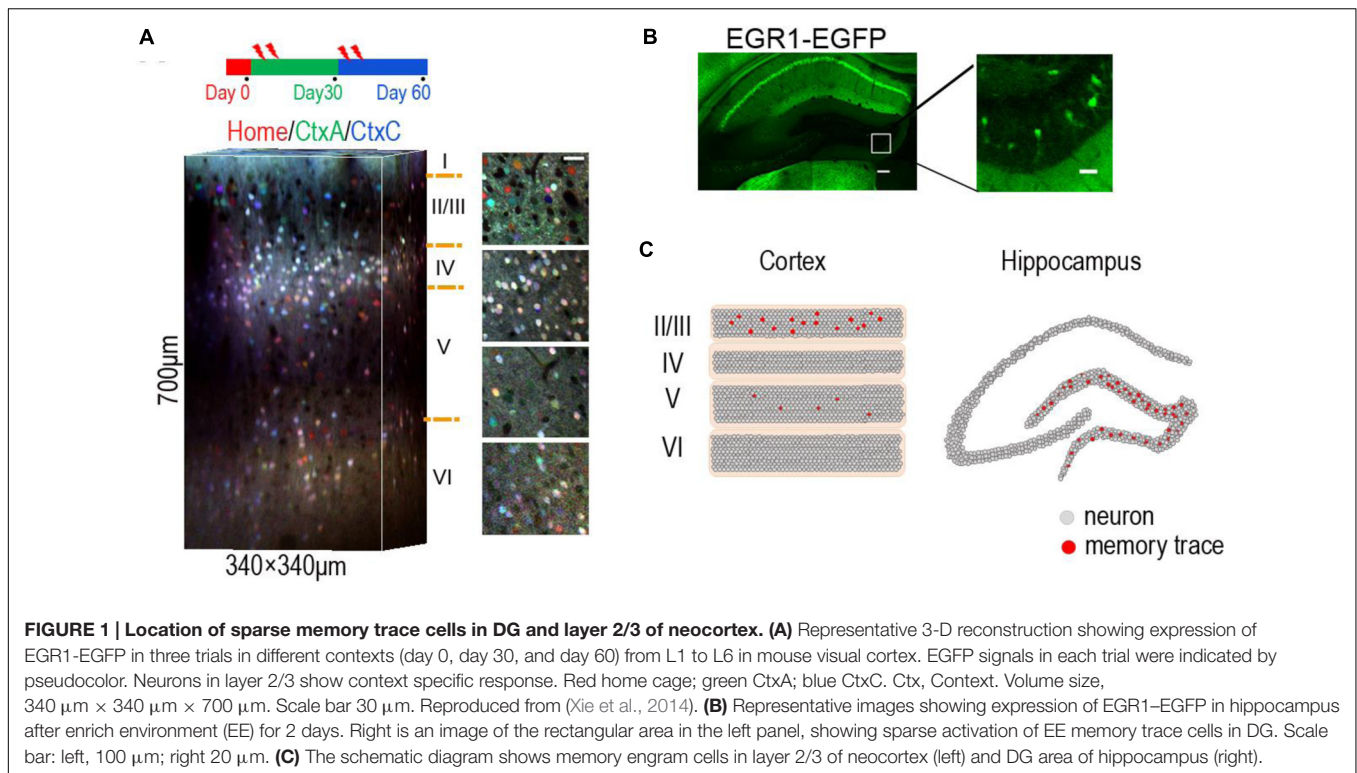 A
Day 0 Day30 Day 60
Home/CtxA/CtxC
I
II/III
IV
V
VI
700μm
340×340μm
B
EGR1-EGFP
C
Cortex
Hippocampus
II/III
IV
V
VI
neuron
memory trace
FIGURE 1 | Location of sparse memory trace cells in DG and layer 2/3 of neocortex. (A) Representative 3-D reconstruction showing expression of
EGR1-EGFP in three trials in different contexts (day 0, day 30, and day 60) from L1 to L6 in mouse visual cortex. EGFP signals in each trial were indicated by
pseudocolor. Neurons in layer 2/3 show context specific response. Red home cage; green CtxA; blue CtxC. Ctx, Context. Volume size,
340 μm × 340 μm × 700 μm. Scale bar 30 μm. Reproduced from (Xie et al., 2014). (B) Representative images showing expression of EGR1–EGFP in hippocampus
after enrich environment (EE) for 2 days. Right is an image of the rectangular area in the left panel, showing sparse activation of EE memory trace cells in DG. Scale
bar: left, 100 μm; right 20 μm. (C) The schematic diagram shows memory engram cells in layer 2/3 of neocortex (left) and DG area of hippocampus (right).